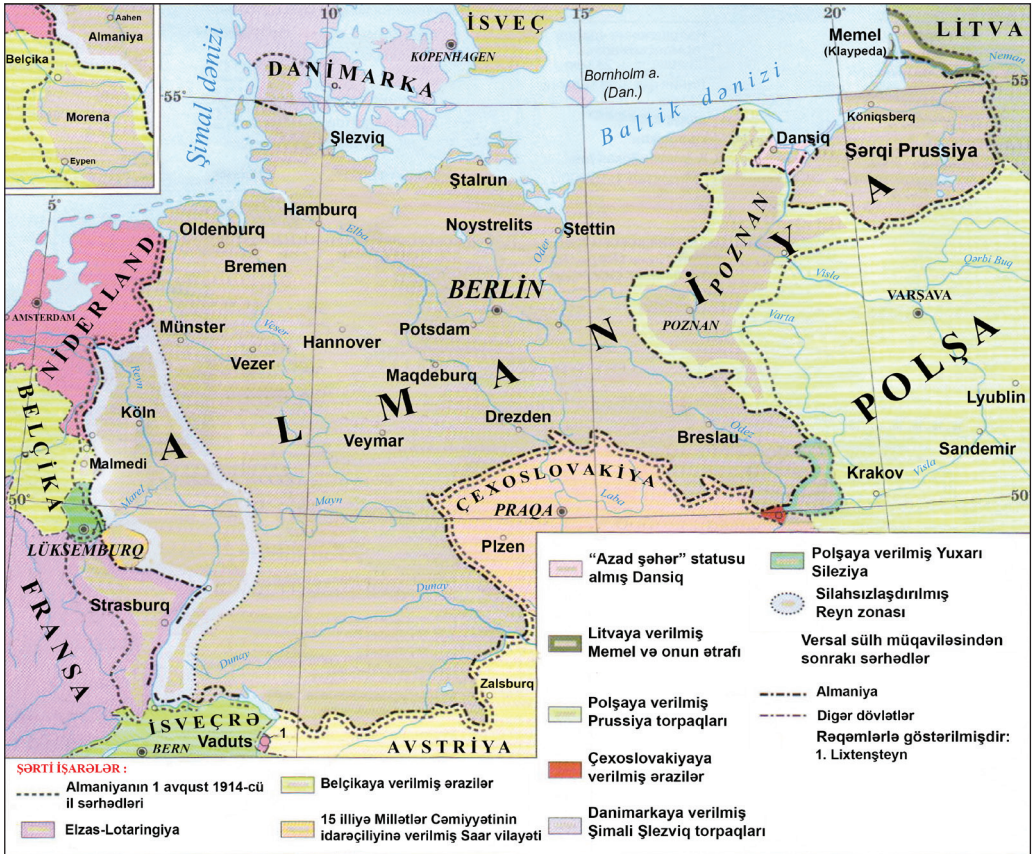 Aahen
Almaniya
Belçika
Morena
Eypen
10°
15°
20°
5°
55°
55°
50°
50°
10°
15°
Şimal dənizi
Baltik dənizi
DANİMARKA
KOPENHAGEN
İSVEÇ
Bornholm a.
(Dan.)
Memel
(Klaypeda)
LİTVA
Neman
Şlezviq
Ştalrun
Dansiq
Köniqsberq
Şərqi Prussiya
Hamburq
Oldenburq
Bremen
Elba
Noystrelits
Ştettin
Oder
POZNAN
POZNAN
Visla
Qərbi Buq
VARŞAVA
Varta
NİDERLAND
AMSTERDAM
Münster
Veser
Vezer
Hannover
BERLİN
Potsdam
Maqdeburq
ALMANİYA
POLŞA
Lyublin
Sandemir
BELÇİKA
Reyn
Köln
Malmedi
Veymar
Drezden
Breslau
Odez
Krakov
Visla
Marel
Mayn
ÇEXOSLOVAKİYA
Laba
PRAQA
Plzen
LÜKSEMBURQ
FRANSA
Strasburq
Dunay
Dunay
Zalsburq
İSVEÇRƏ
BERN
Vaduts
1
AVSTRİYA
“Azad şəhər” statusu
almış Dansiq
Litvaya verilmiş
Memel və onun ətrafı
Polşaya verilmiş
Prussiya torpaqları
Çexoslovakiyaya
verilmiş ərazilər
Danimarkaya verilmiş
Şimali Şlezviq torpaqları
Polşaya verilmiş Yuxarı
Sileziya
Silahsızlaşdırılmış
Reyn zonası
Versal sülh müqaviləsindən
sonrakı sərhədlər
Almaniya
Digər dövlətlər
Rəqəmlərlə göstərilmişdir:
1. Lixtenşteyn
ŞƏRTİ İŞARƏLƏR :
Almaniyanın 1 avqust 1914-cü
il sərhədləri
Elzas-Lotaringiya
Belçikaya verilmiş ərazilər
15 illiyə Millətlər Cəmiyyətinin
idarəçiliyinə verilmiş Saar vilayəti